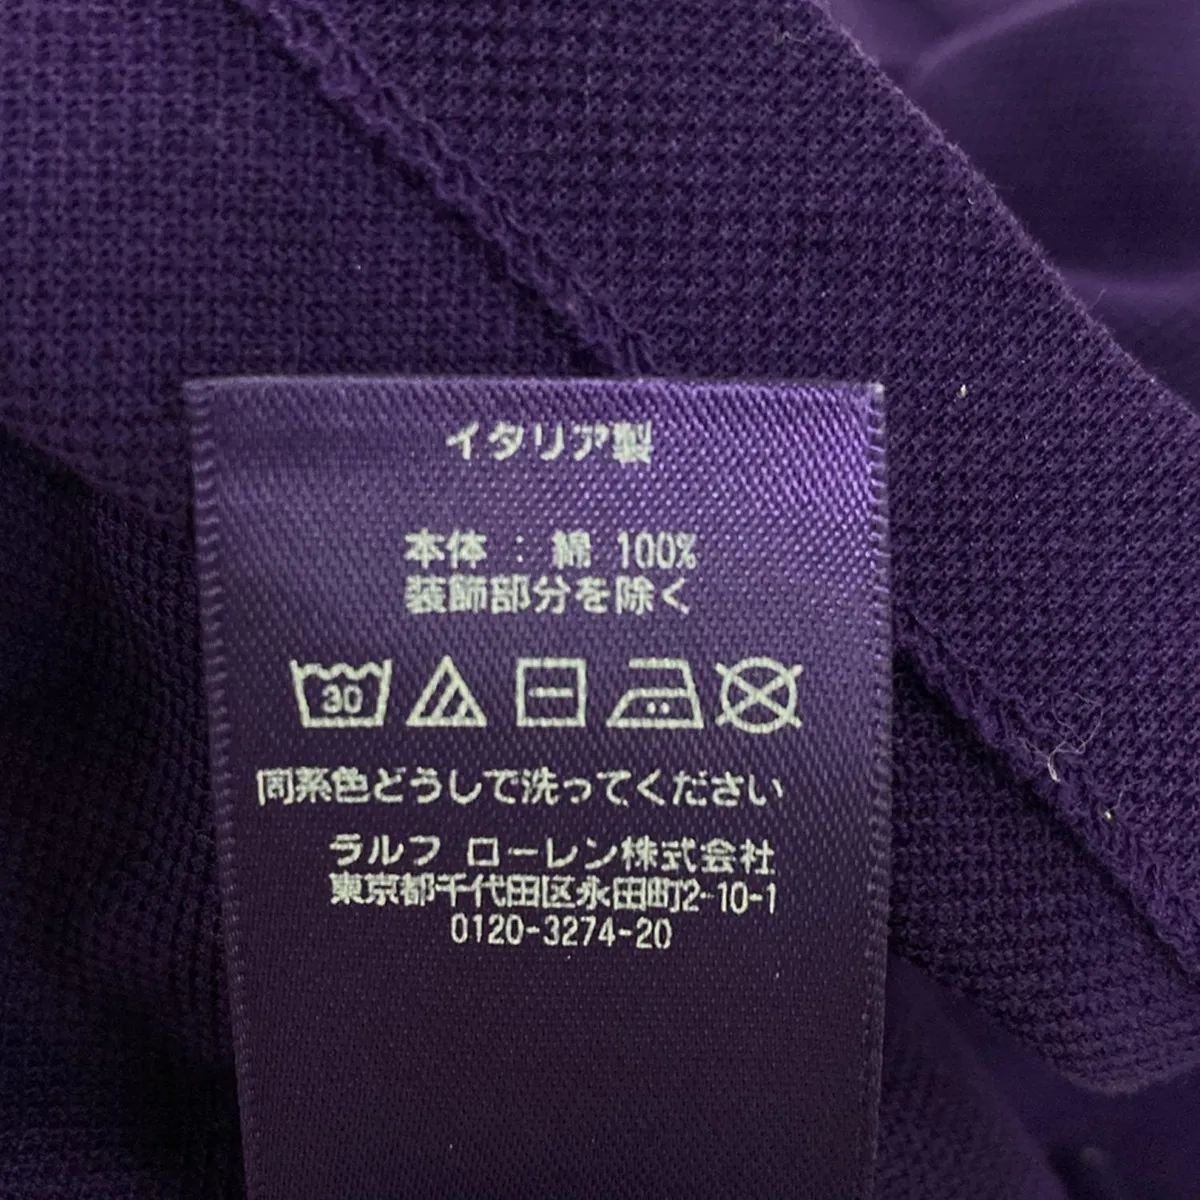 イタリア製
本体 : 綿 100%
装飾部分を除く
30
同系色どうしで洗ってください
ラルフ ローレン株式会社
東京都千代田区永田町2-10-1
0120-3274-20